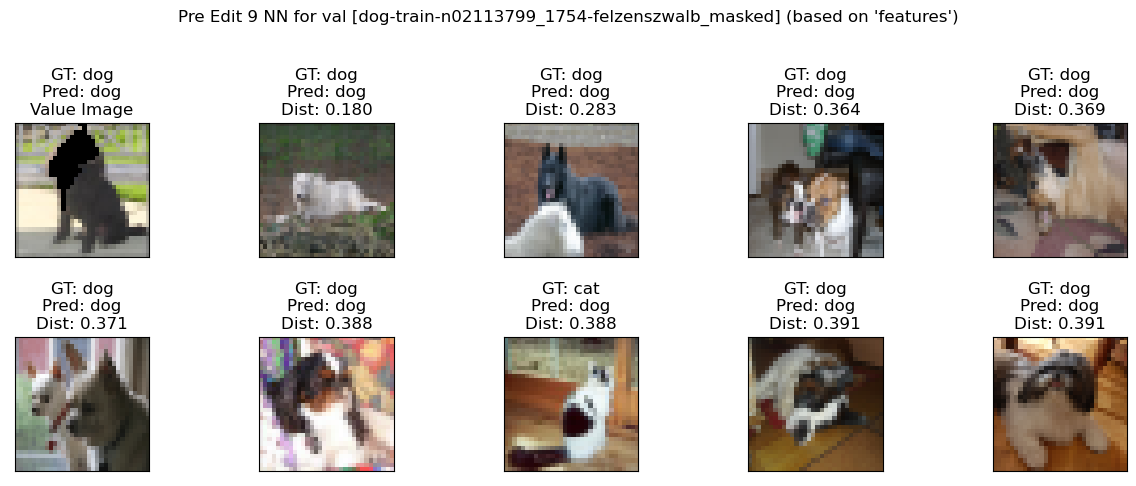 Pre Edit 9 NN for val [dog-train-n02113799_1754-felzenszwalb_masked] (based on 'features')
GT: dog
Pred: dog
Value Image
GT: dog
Pred: dog
Dist: 0.180
GT: dog
Pred: dog
Dist: 0.283
GT: dog
Pred: dog
Dist: 0.364
GT: dog
Pred: dog
Dist: 0.369
GT: dog
Pred: dog
Dist: 0.371
GT: dog
Pred: dog
Dist: 0.388
GT: cat
Pred: dog
Dist: 0.388
GT: dog
Pred: dog
Dist: 0.391
GT: dog
Pred: dog
Dist: 0.391